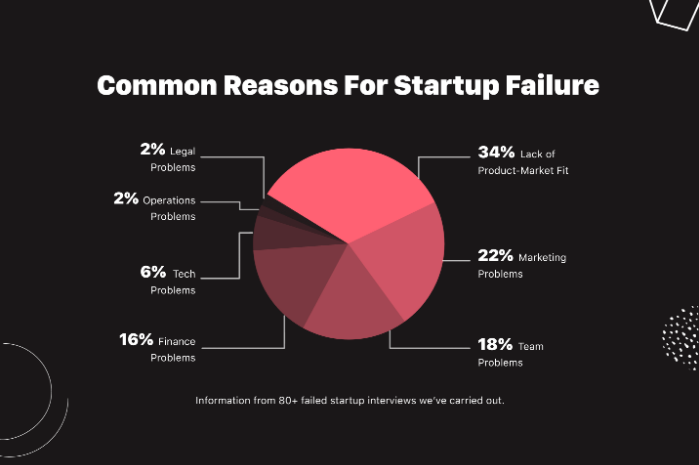 Common Reasons For Startup Failure
2% Legal
Problems
2% Operations
Problems
6% Tech
Problems
16% Finance
Problems
34% Lack of
Product-Market Fit
22% Marketing
Problems
18% Team
Problems
Information from 80+ failed startup interviews we've carried out.